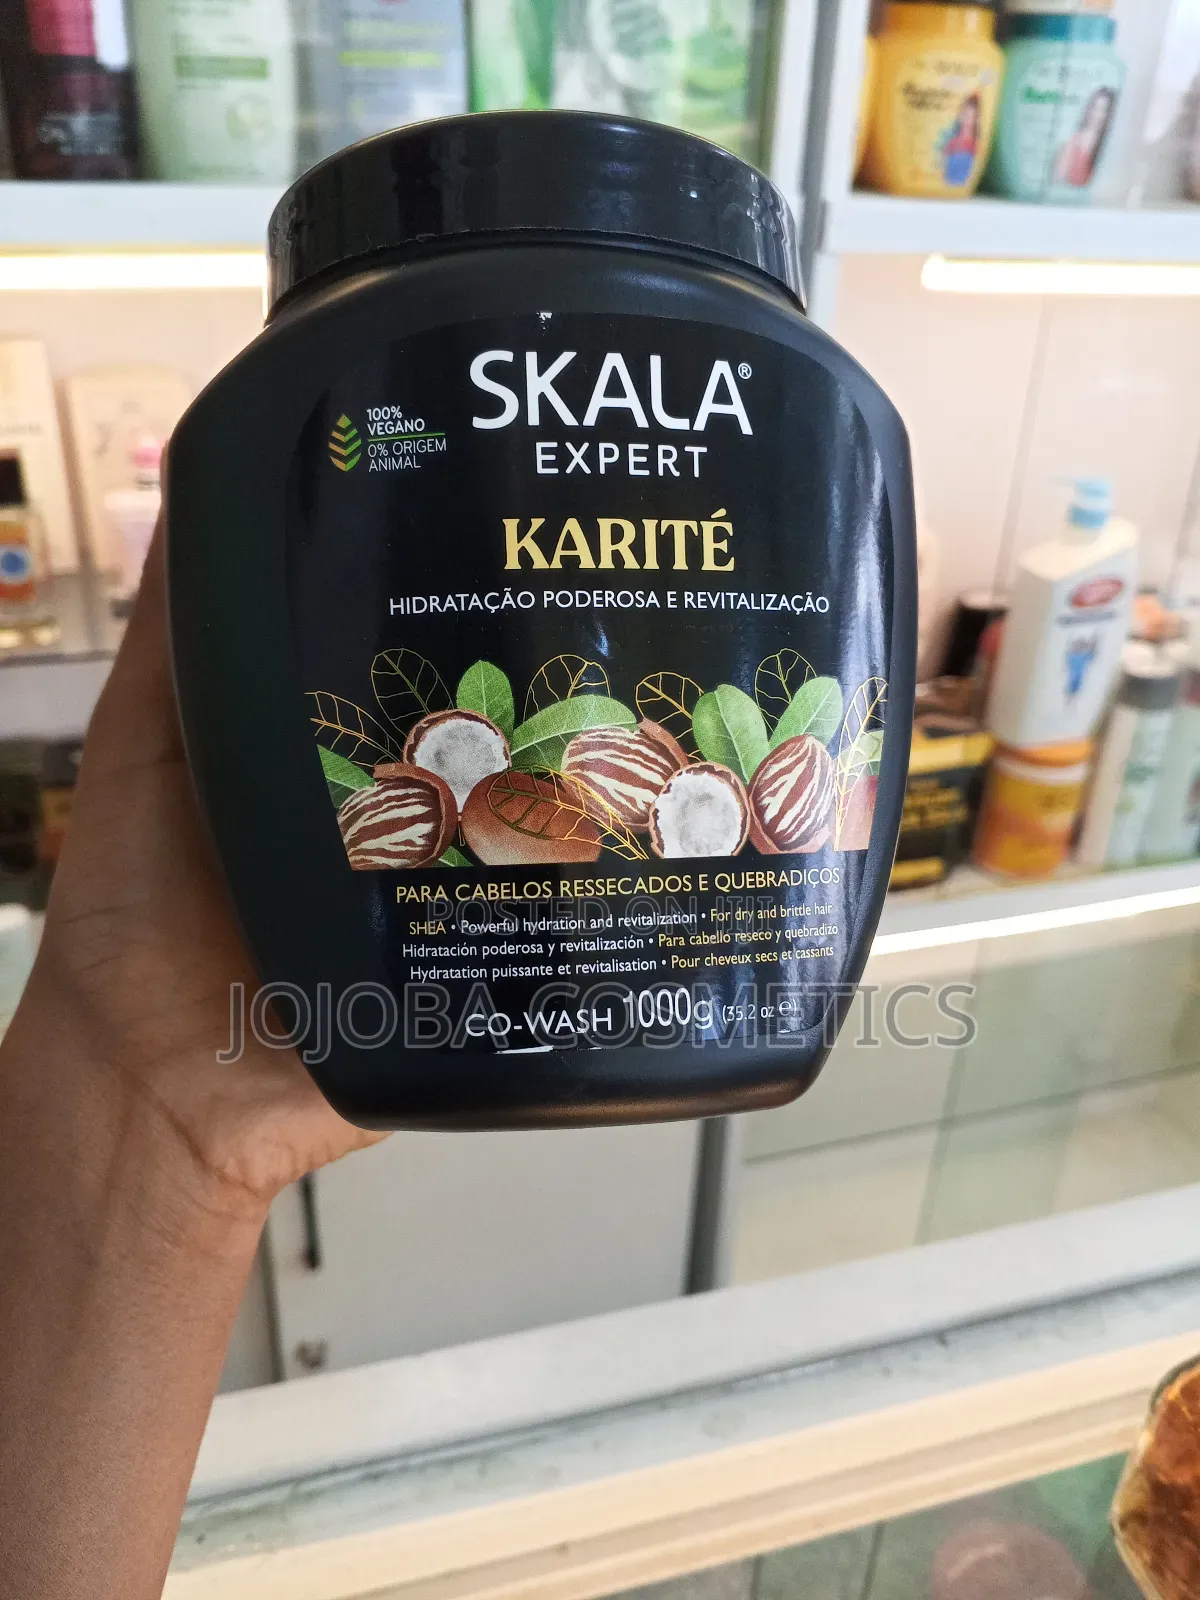 SKALA®
EXPERT
100%
VEGANO
0% ORIGEM
ANIMAL
KARITÉ
HIDRATAÇÃO PODEROSA E REVITALIZAÇÃO
PARA CABELOS RESSECADOS E QUEBRADIÇOS
SHEA • Powerful hydration and revitalization • For dry and brittle hair
Hidratación poderosa y revitalización • Para cabello reseco y quebradizo
Hydratation puissante et revitalisation • Pour cheveux secs et cassants
CO-WASH 1000g (35.2 oz ℮)
POSTED ON
JOJOBA COSMETICS